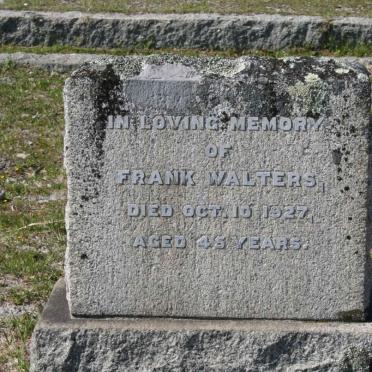 IN LOVING MEMORY
OF
FRANK WALTERS,
DIED OCT. 10 1927,
AGED 45 YEARS.